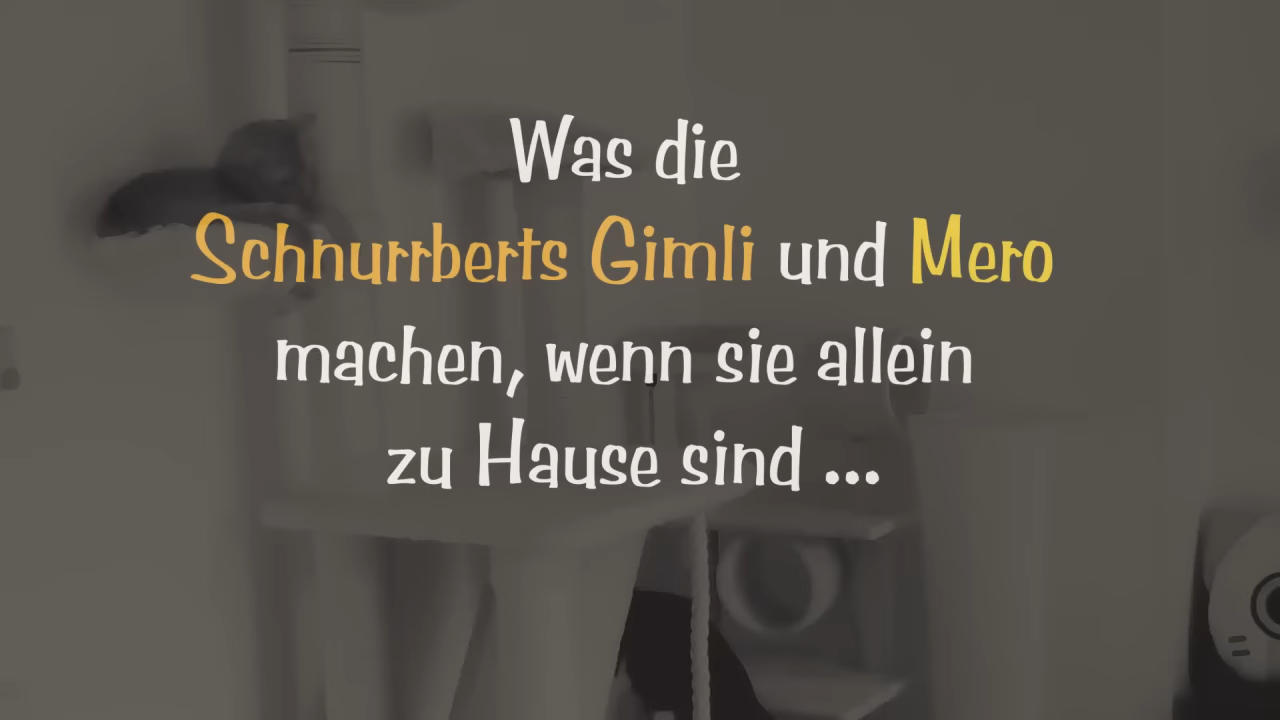 Was die
Schnurrberts Gimli und Mero
machen, wenn sie allein
zu Hause sind ...